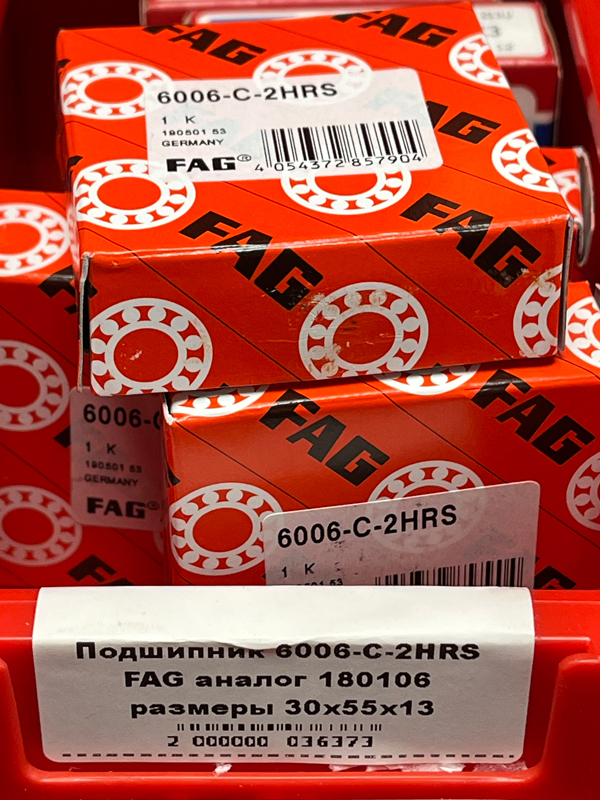 FAG
FAG
6006-C-2HRS
1 K
190501 53
GERMANY
FAG®
4 054372 857904
FAG
FAG
6006-C
1 K
190501 53
GERMANY
FAG®
FAG
FAG
6006-C-2HRS
1 K
Подшипник 6006-C-2HRS
FAG аналог 180106
размеры 30x55x13
2 000000 036373